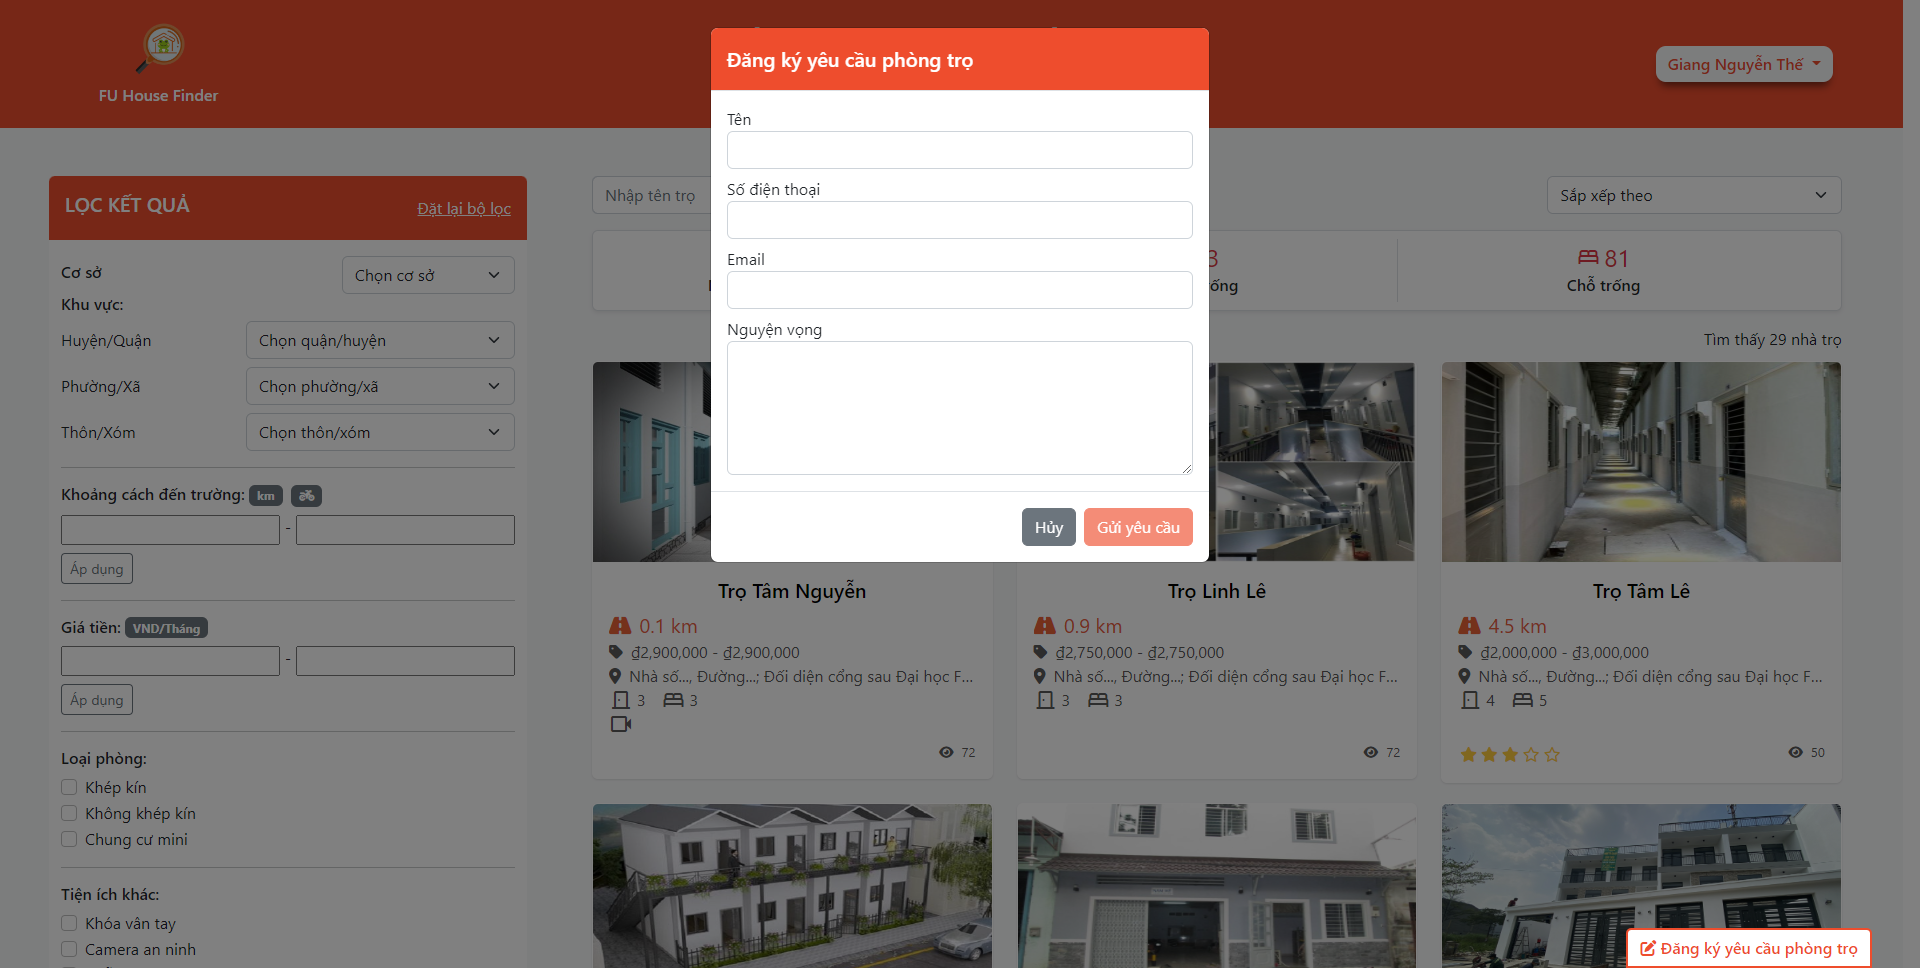 FU House Finder
Giang Nguyễn Thế
Đăng ký yêu cầu phòng trọ
Tên
Số điện thoại
Email
Nguyện vọng
Hủy
Gửi yêu cầu
LỌC KẾT QUẢ
Đặt lại bộ lọc
Cơ sở
Chọn cơ sở
Khu vực:
Huyện/Quận
Chọn quận/huyện
Phường/Xã
Chọn phường/xã
Thôn/Xóm
Chọn thôn/xóm
Khoảng cách đến trường: km
-
Áp dụng
Giá tiền: VND/Tháng
-
Áp dụng
Loại phòng:
Khép kín
Không khép kín
Chung cư mini
Tiện ích khác:
Khóa vân tay
Camera an ninh
Nhập tên trọ
Sắp xếp theo
3
81
Chỗ trống
Tìm thấy 29 nhà trọ
Trọ Tâm Nguyễn
0.1 km
₫2,900,000 - ₫2,900,000
Nhà số..., Đường...; Đối diện cổng sau Đại học F...
3 3
72
Trọ Linh Lê
0.9 km
₫2,750,000 - ₫2,750,000
Nhà số..., Đường...; Đối diện cổng sau Đại học F...
3 3
72
Trọ Tâm Lê
4.5 km
₫2,000,000 - ₫3,000,000
Nhà số..., Đường...; Đối diện cổng sau Đại học F...
4 5
50
Đăng ký yêu cầu phòng trọ